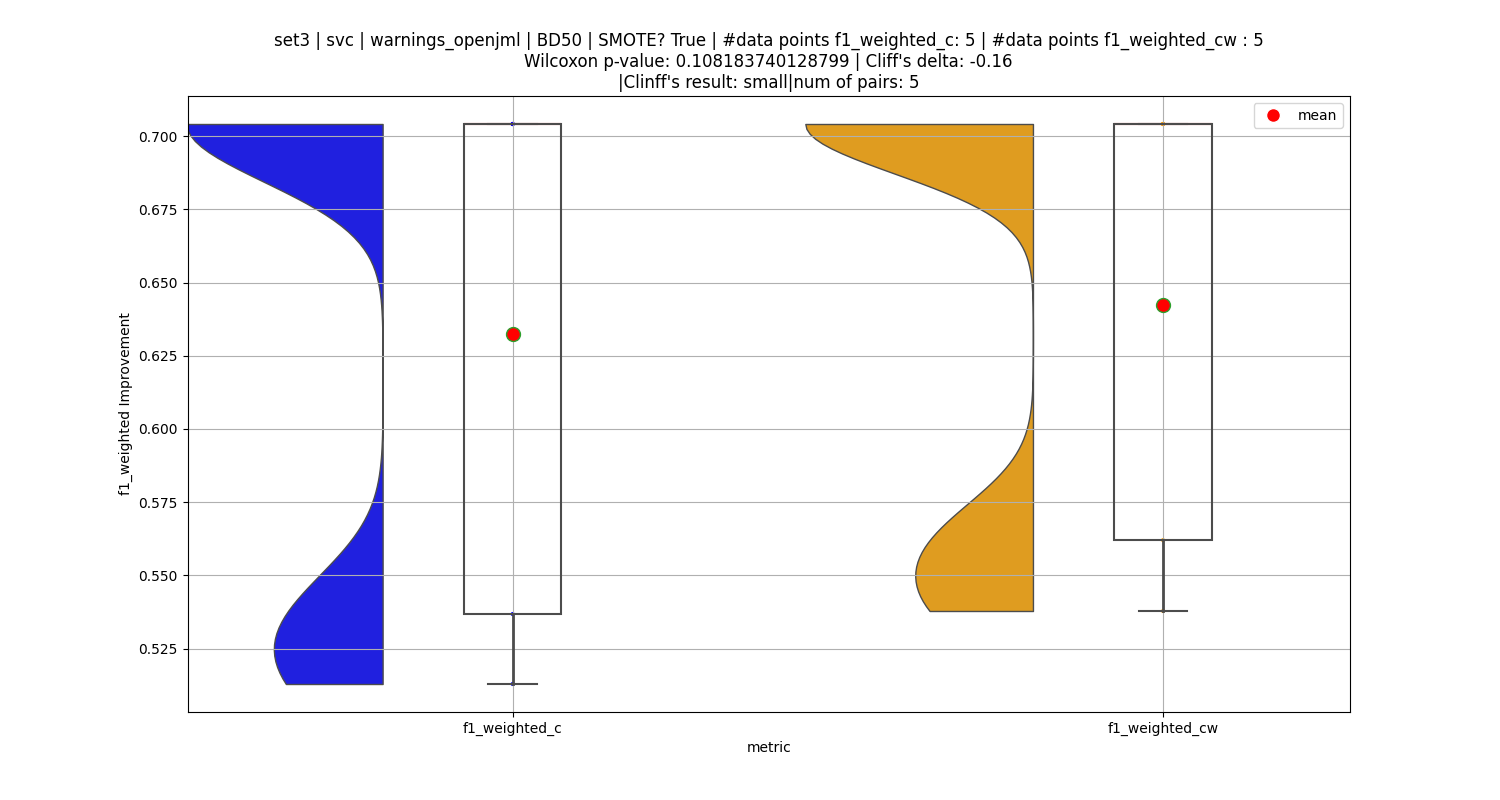 set3 | svc | warnings_openjml | BD50 | SMOTE? True | #data points f1_weighted_c: 5 | #data points f1_weighted_cw : 5
Wilcoxon p-value: 0.108183740128799 | Cliff's delta: -0.16
|Clinff's result: small|num of pairs: 5
mean
0.700
0.675
0.650
0.625
0.600
0.575
0.550
0.525
f1_weighted Improvement
f1_weighted_c
f1_weighted_cw
metric